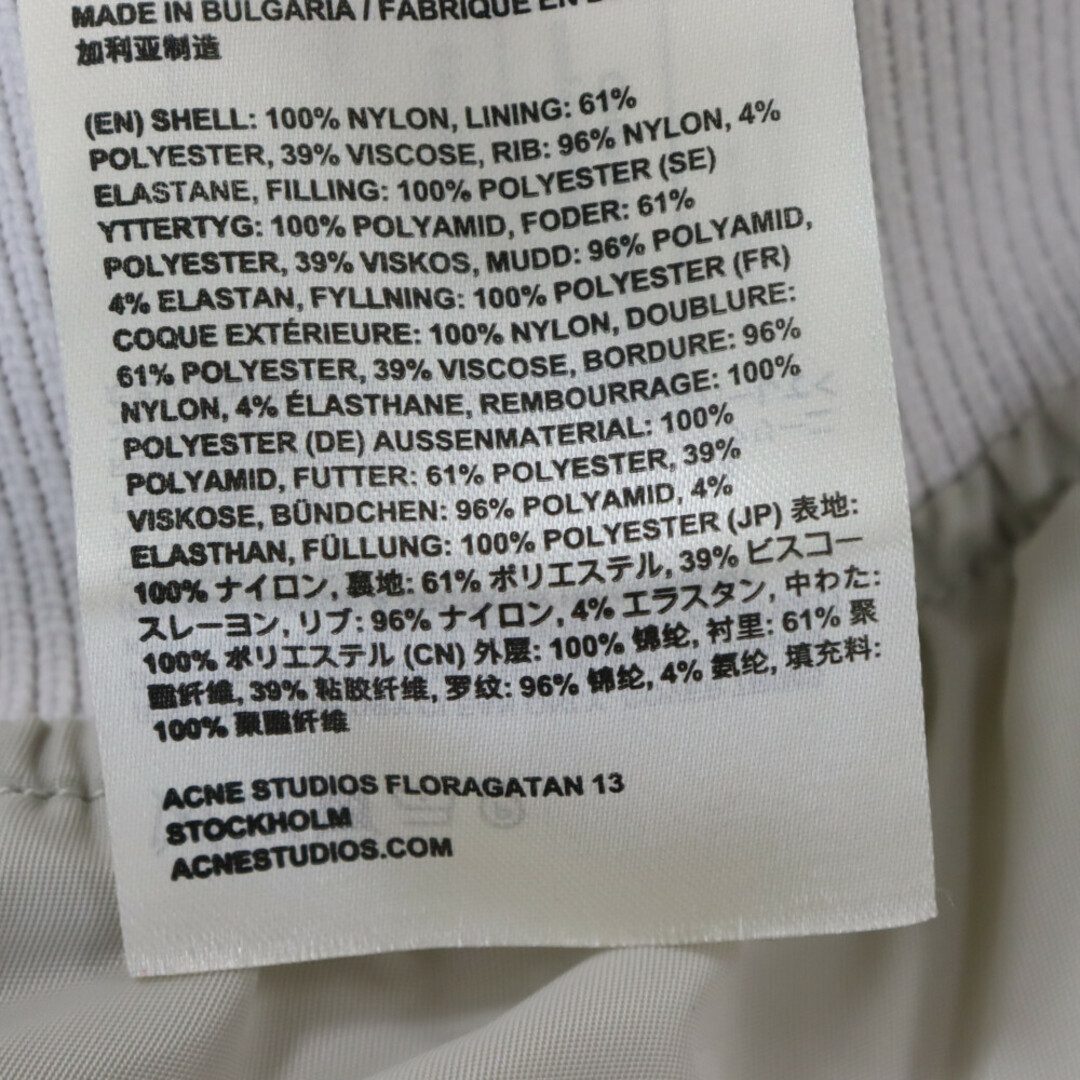 MADE IN BULGARIA / FABRIQUÉ EN
加利亚制造
(EN) SHELL: 100% NYLON, LINING: 61%
POLYESTER, 39% VISCOSE, RIB: 96% NYLON, 4%
ELASTANE, FILLING: 100% POLYESTER (SE)
YTTERTYG: 100% POLYAMID, FODER: 61%
POLYESTER, 39% VISKOS, MUDD: 96% POLYAMID,
4% ELASTAN, FYLLNING: 100% POLYESTER (FR)
COQUE EXTÉRIEURE: 100% NYLON, DOUBLURE:
61% POLYESTER, 39% VISCOSE, BORDURE: 96%
NYLON, 4% ÉLASTHANE, REMBOURRAGE: 100%
POLYESTER (DE) AUSSENMATERIAL: 100%
POLYAMID, FUTTER: 61% POLYESTER, 39%
VISKOSE, BÜNDCHEN: 96% POLYAMID, 4%
ELASTHAN, FÜLLUNG: 100% POLYESTER (JP) 表地:
100% ナイロン, 裏地: 61% ポリエステル, 39% ビスコー
スレーヨン, リブ: 96% ナイロン, 4% エラスタン, 中わた:
100% ポリエステル (CN) 外层: 100% 锦纶, 衬里: 61% 聚
酯纤维, 39% 粘胶纤维, 罗纹: 96% 锦纶, 4% 氨纶, 填充料:
100% 聚酯纤维
ACNE STUDIOS FLORAGATAN 13
STOCKHOLM
ACNESTUDIOS.COM